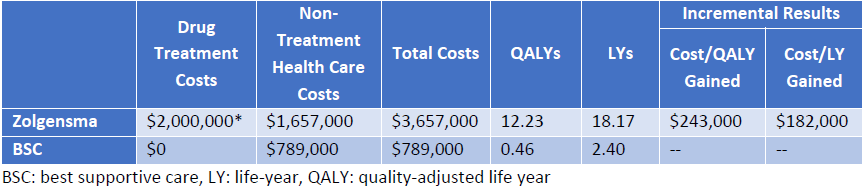 Drug Treatment Costs
Non-Treatment Health Care Costs
Total Costs
QALYs
LYs
Incremental Results
Cost/QALY Gained
Cost/LY Gained
Zolgensma $2,000,000* $1,657,000 $3,657,000 12.23 18.17 $243,000 $182,000
BSC $0 $789,000 $789,000 0.46 2.40 -- --
BSC: best supportive care, LY: life-year, QALY: quality-adjusted life year